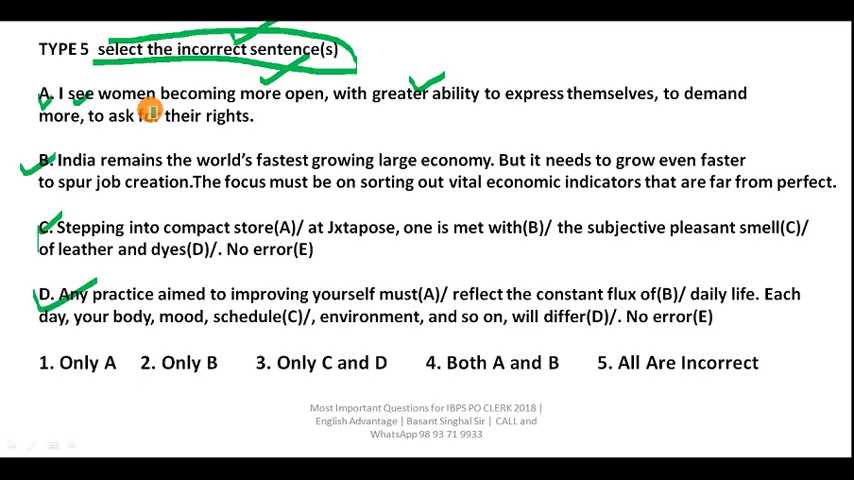 TYPE 5 select the incorrect sentence(s)
A. I see women becoming more open, with greater ability to express themselves, to demand
more, to ask for their rights.
B. India remains the world's fastest growing large economy. But it needs to grow even faster
to spur job creation.The focus must be on sorting out vital economic indicators that are far from perfect.
C. Stepping into compact store(A)/ at Jxtapose, one is met with(B)/ the subjective pleasant smell(C)/
of leather and dyes(D)/. No error(E)
D. Any practice aimed to improving yourself must(A)/ reflect the constant flux of(B)/ daily life. Each
day, your body, mood, schedule(C)/, environment, and so on, will differ(D)/. No error(E)
1. Only A 2. Only B 3. Only C and D 4. Both A and B 5. All Are Incorrect
Most Important Questions for IBPS PO CLERK 2018 |
English Advantage | Basant Singhal Sir | CALL and
WhatsApp 98 93 71 9933